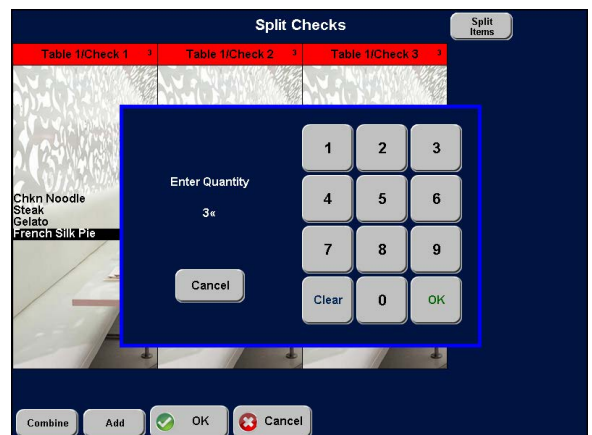 Split Checks
Split
Items
Table 1/Check 1 3
Table 1/Check 2 3
Table 1/Check 3 3
Chkn Noodle
Steak
Gelato
French Silk Pie
Enter Quantity
3«
Cancel
1 2 3
4 5 6
7 8 9
Clear 0 OK
Combine Add OK Cancel